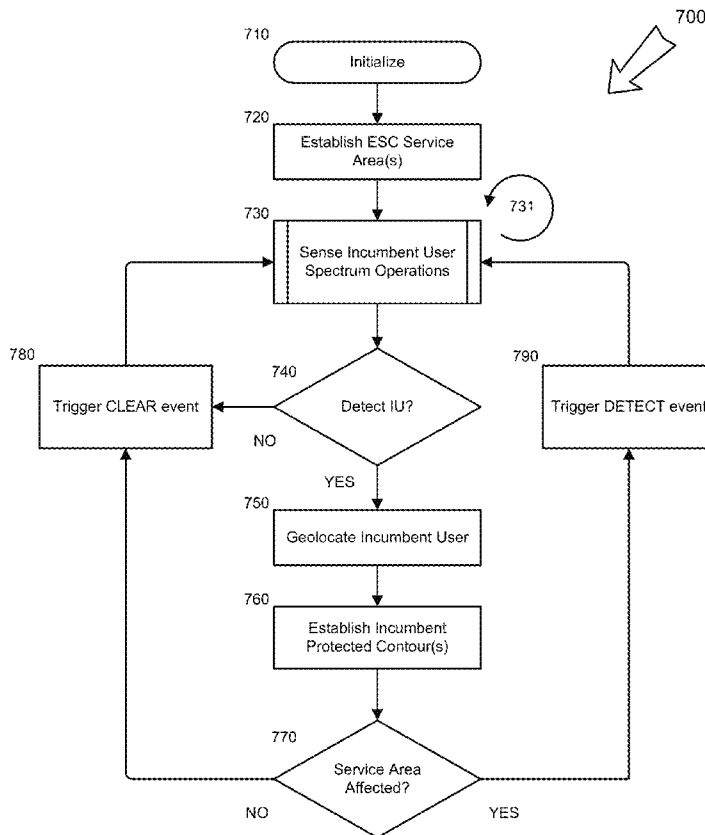 700
710
Initialize
720
Establish ESC Service
Area(s)
730
731
Sense Incumbent User
Spectrum Operations
780
Trigger CLEAR event
740
Detect IU?
790
Trigger DETECT event
NO
YES
750
Geolocate Incumbent User
760
Establish Incumbent
Protected Contour(s)
770
Service Area
Affected?
NO
YES